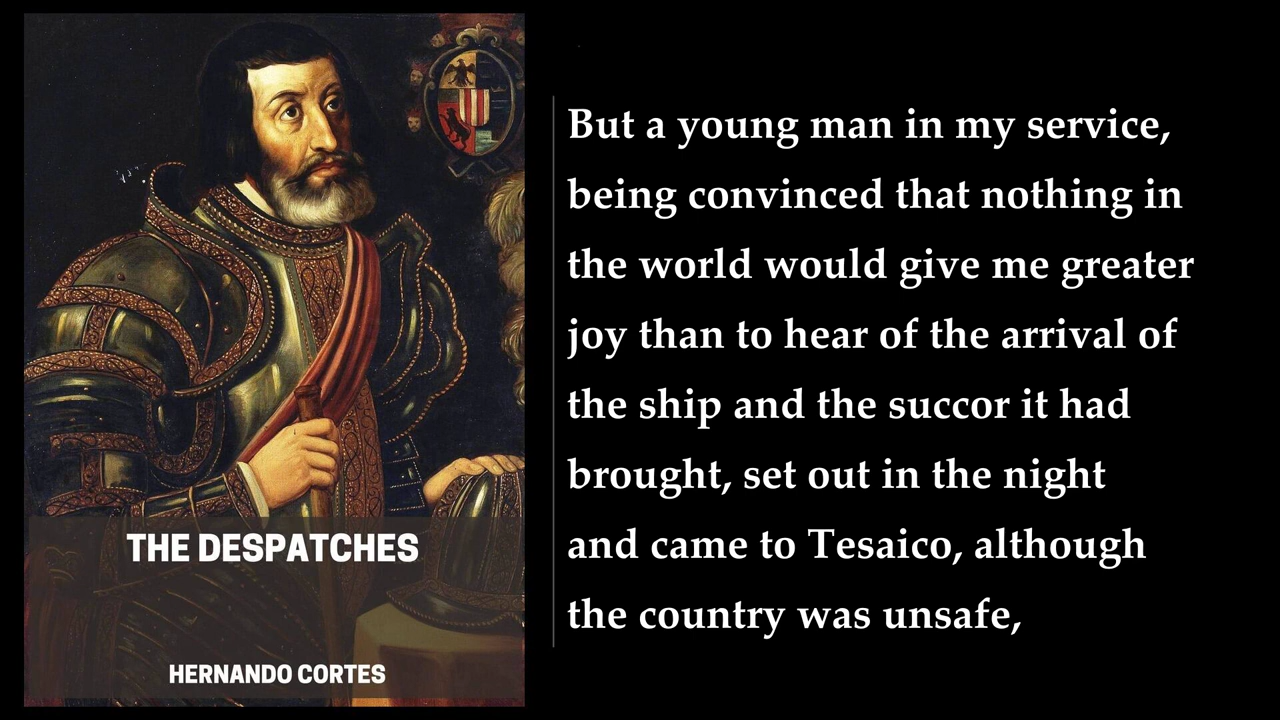 THE DESPATCHES
HERNANDO CORTES
But a young man in my service,
being convinced that nothing in
the world would give me greater
joy than to hear of the arrival of
the ship and the succor it had
brought, set out in the night
and came to Tesaico, although
the country was unsafe,